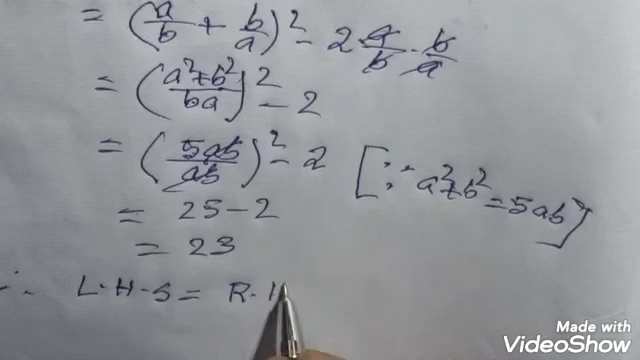 = (a/b + b/a)² - 2 a/b · b/a
= (a²+b²/ba)² - 2
= (5ab/ab)² - 2 [∵ a²+b² = 5ab]
= 25 - 2
= 23
∴ L.H.S = R.H
Made with
VideoShow